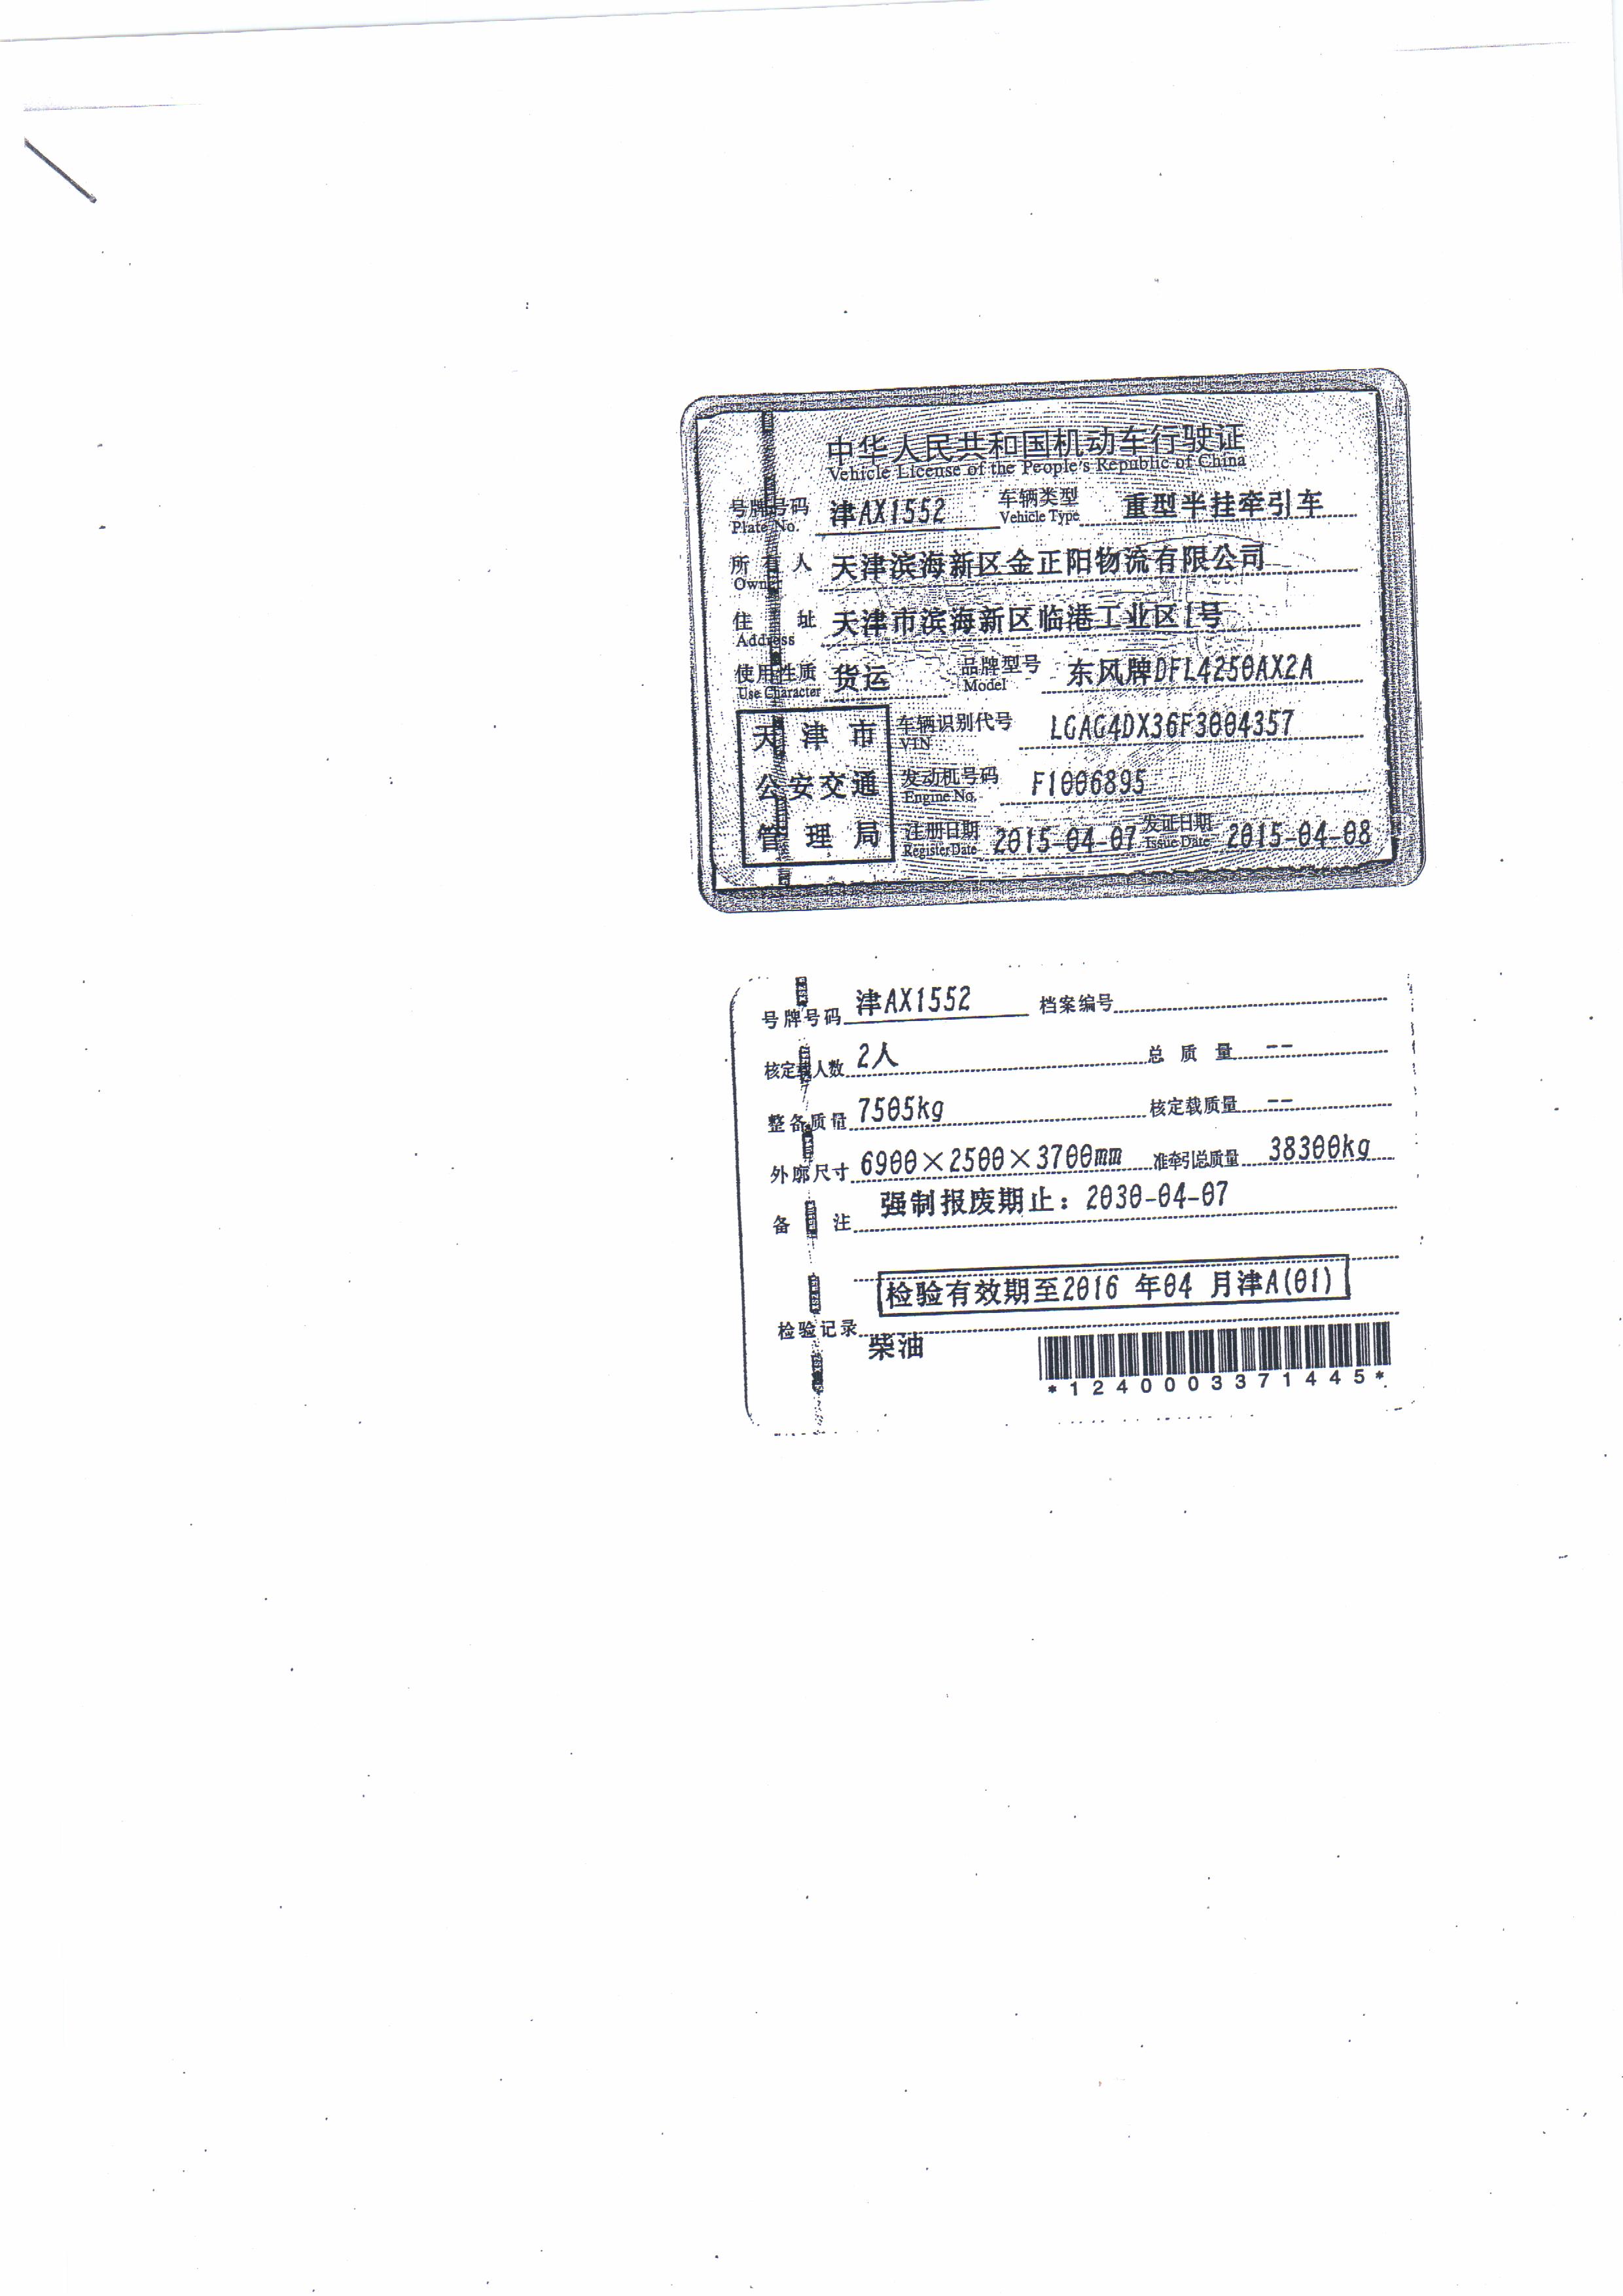 中华人民共和国机动车行驶证
Vehicle License of the People's Republic of China
号牌号码 津AX1552 车辆类型 重型半挂牵引车
Plate No. Vehicle Type
所有人 天津滨海新区金正阳物流有限公司
Owner
住址 天津市滨海新区临港工业区1号
Address
使用性质 货运 品牌型号 东风牌DFL4250AX2A
Use Character Model
天津市
公安交通
管理局
车辆识别代号 LGAG4DX36F3004357
VIN
发动机号码 F1006895
Engine No.
注册日期 2015-04-07 发证日期 2015-04-08
Register Date Issue Date
号牌号码 津AX1552 档案编号
核定载人数 2人 总质量 --
整备质量 7505kg 核定载质量 --
外廓尺寸 6900×2500×3700mm 准牵引总质量 38300kg
备注 强制报废期止：2030-04-07
检验有效期至2016 年04 月津A(01)
检验记录
柴油
*1240003371445*